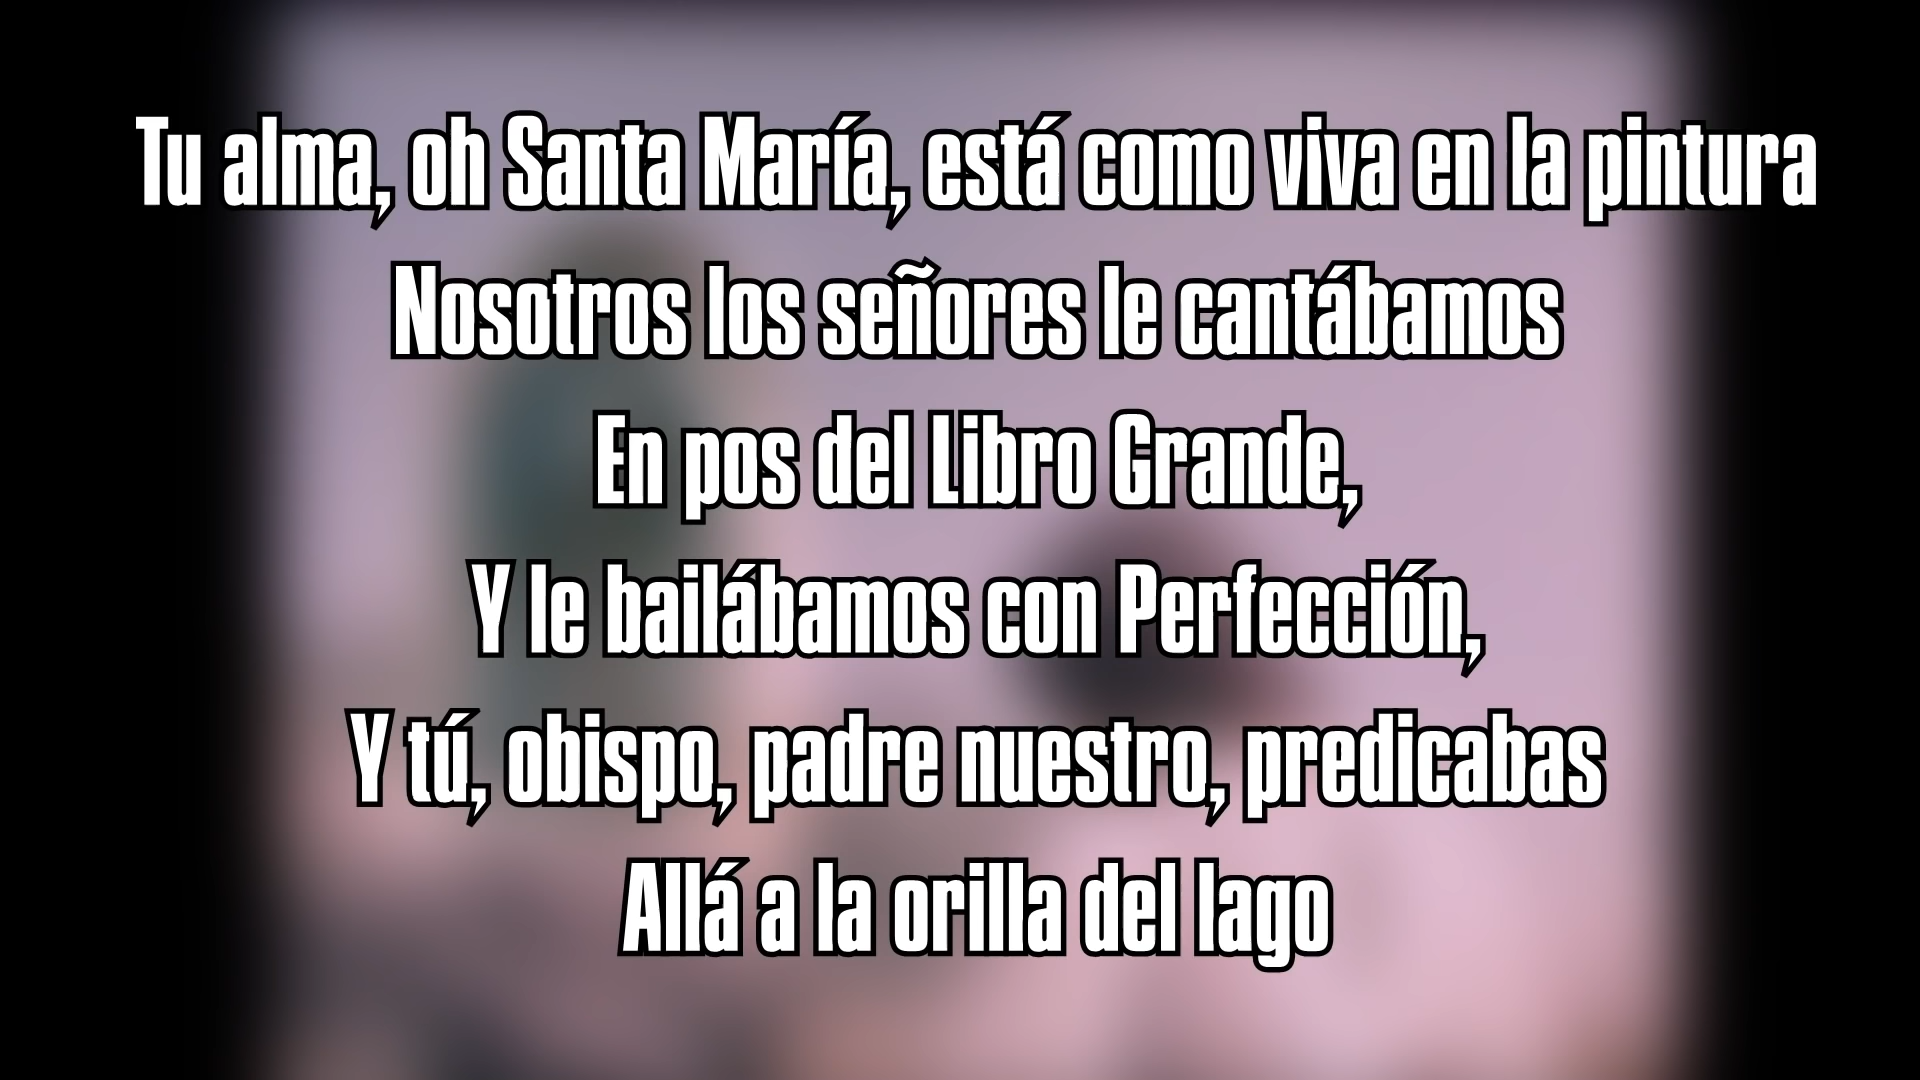 Tu alma, oh Santa María, está como viva en la pintura
Nosotros los señores le cantábamos
En pos del Libro Grande,
Y le bailábamos con Perfección,
Y tú, obispo, padre nuestro, predicabas
Allá a la orilla del lago